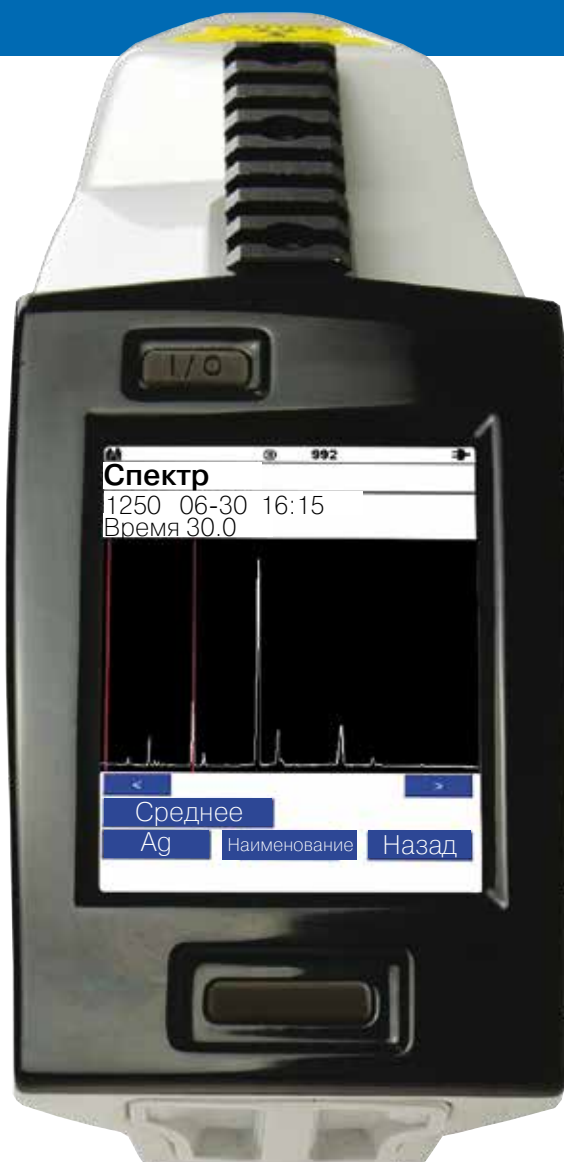 I/O
992
Спектр
1250 06-30 16:15
Время 30.0
< >
Среднее
Ag Наименование Назад